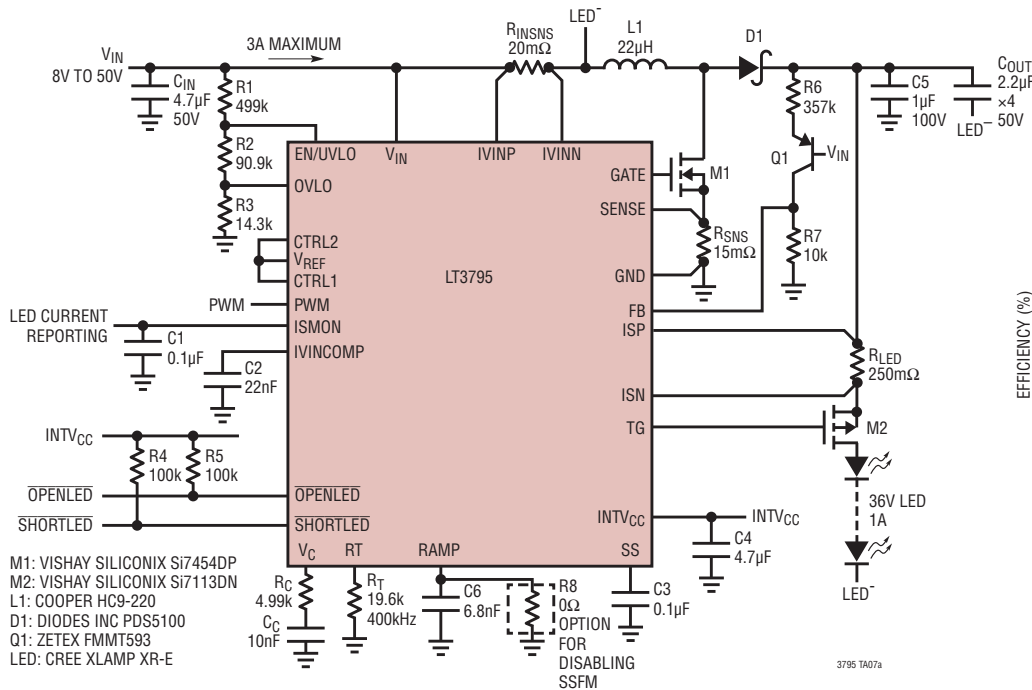 LED⁻
RINSNS
20mΩ
L1
22µH
D1
3A MAXIMUM
VIN
8V TO 50V
CIN
4.7µF
50V
R1
499k
R2
90.9k
R3
14.3k
R6
357k
C5
1µF
100V
COUT
2.2µF
×4
50V
LED⁻
Q1
VIN
R7
10k
EN/UVLO
VIN
IVINP
IVINN
OVLO
CTRL2
VREF
CTRL1
PWM
PWM
ISMON
IVINCOMP
LT3795
GATE
SENSE
GND
FB
ISP
ISN
TG
M1
RSNS
15mΩ
LED CURRENT
REPORTING
C1
0.1µF
C2
22nF
RLED
250mΩ
M2
36V LED
1A
LED⁻
EFFICIENCY (%)
INTVCC
R4
100k
R5
100k
OPENLED
OPENLED
SHORTLED
SHORTLED
INTVCC
INTVCC
C4
4.7µF
VC
RT
RAMP
SS
RC
4.99k
CC
10nF
RT
19.6k
400kHz
C6
6.8nF
R8
0Ω
OPTION
FOR
DISABLING
SSFM
C3
0.1µF
M1: VISHAY SILICONIX Si7454DP
M2: VISHAY SILICONIX Si7113DN
L1: COOPER HC9-220
D1: DIODES INC PDS5100
Q1: ZETEX FMMT593
LED: CREE XLAMP XR-E
3795 TA07a